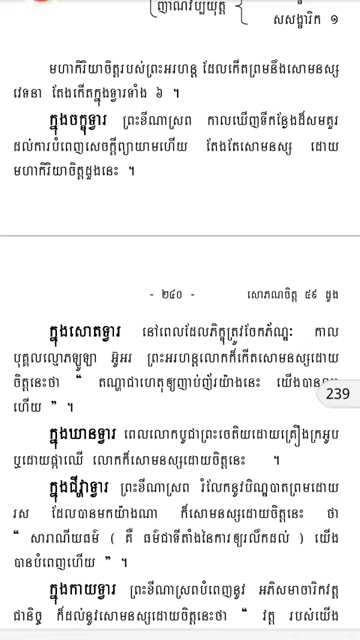 ញាណវិប្បយុត្ត
សសង្ខារិក ១
មហាកិរិយាចិត្តរបស់ព្រះអរហន្ត ដែលកើតព្រមនឹងសោមនស្ស
វេទនា តែងកើតក្នុងទ្វារទាំង ៦ ។
ក្នុងចក្ខុទ្វារ ព្រះខីណាស្រព កាលឃើញទីកន្លែងដ៏សមគួរ
ដល់ការបំពេញសេចក្ដីព្យាយាមហើយ តែងតែសោមនស្ស ដោយ
មហាកិរិយាចិត្តដួងនេះ ។
- ២៤០ - សោភណចិត្ត ៥៩ ដួង
ក្នុងសោតទ្វារ នៅពេលដែលភិក្ខុត្រូវចែកភ័ណ្ឌៈ កាល
បុគ្គលល្មោភឡូឡា អ៊ូអរ ព្រះអរហន្តលោកក៏កើតសោមនស្សដោយ
ចិត្តនេះថា “ តណ្ហាជាហេតុឲ្យញាប់ញ័រយ៉ាងនេះ យើងបាន
ហើយ ” ។
239
ក្នុងឃានទ្វារ ពេលលោកបូជាព្រះចេតិយដោយគ្រឿងក្រអូប
ឬដោយផ្កាឈើ លោកក៏សោមនស្សដោយចិត្តនេះ ។
ក្នុងជីវ្ហាទ្វារ ព្រះខីណាស្រព រំលែកនូវបិណ្ឌបាតព្រមដោយ
រស ដែលបានមកយ៉ាងណា ក៏សោមនស្សដោយចិត្តនេះ ថា
“ សារាណីយធម៌ ( គឺ ធម៌ជាទីតាំងនៃការឲ្យរលឹកដល់ ) យើង
បានបំពេញហើយ ” ។
ក្នុងកាយទ្វារ ព្រះខីណាស្រពបំពេញនូវ អភិសមាចារិកវត្ត
ជានិច្ច ក៏ដល់នូវសោមនស្សដោយចិត្តនេះថា “ វត្ត របស់យើង